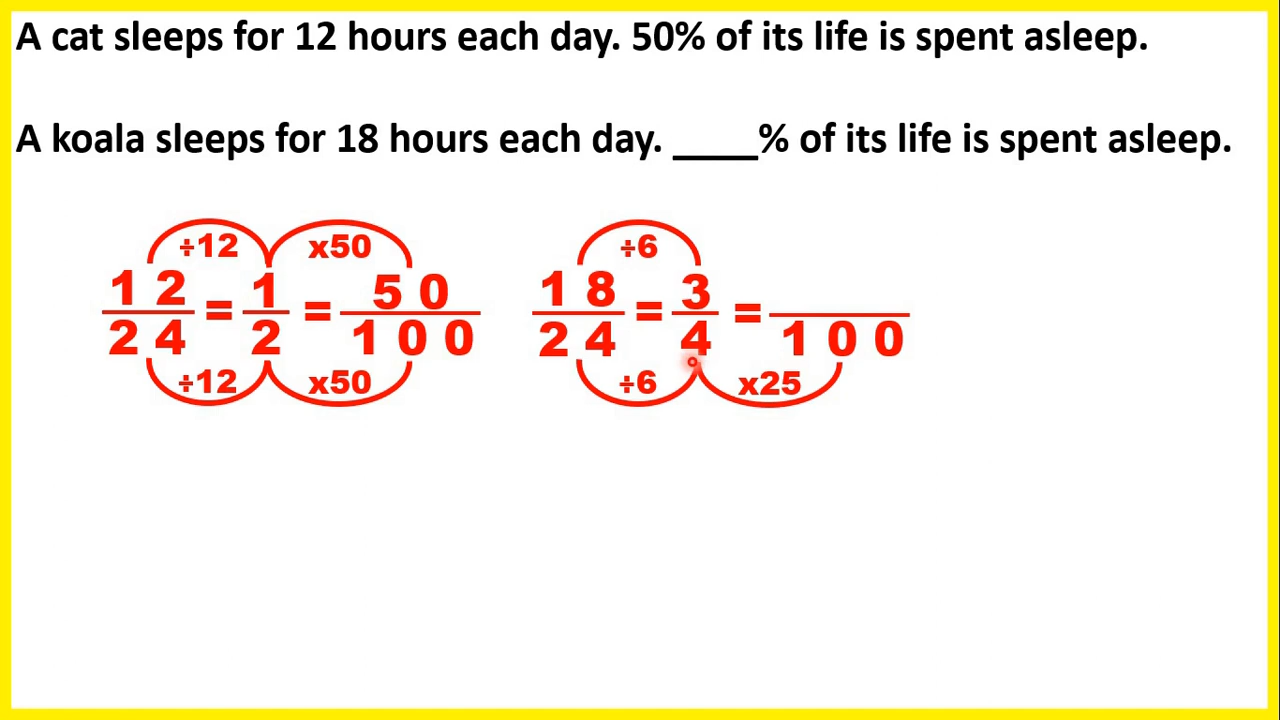 A cat sleeps for 12 hours each day. 50% of its life is spent asleep.
A koala sleeps for 18 hours each day. ____% of its life is spent asleep.
÷12 x50 ÷6
12 1 50 18 3
= = = =
24 2 100 24 4 100
÷12 x50 ÷6 x25